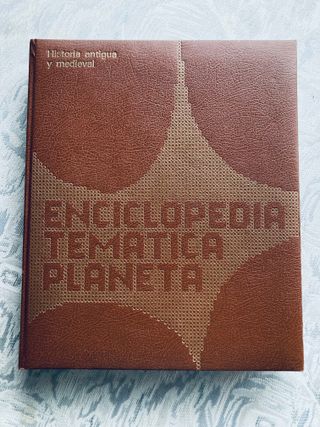 Historia antigua
y medieval
ENCICLOPEDIA
TEMATICA
PLANETA